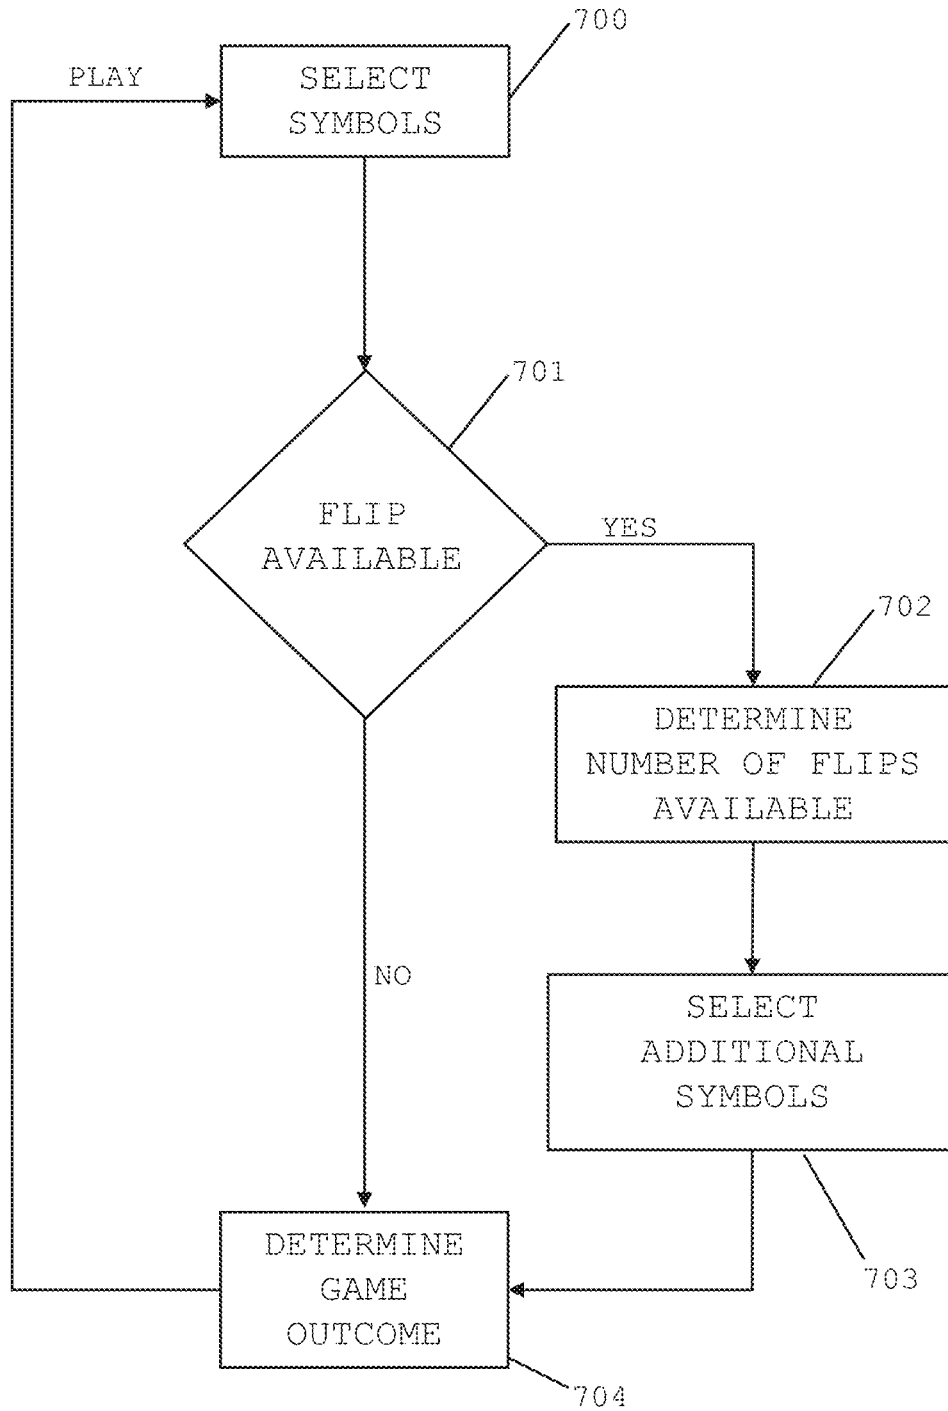 700
PLAY
SELECT
SYMBOLS
701
FLIP
AVAILABLE
YES
702
DETERMINE
NUMBER OF FLIPS
AVAILABLE
NO
SELECT
ADDITIONAL
SYMBOLS
703
DETERMINE
GAME
OUTCOME
704